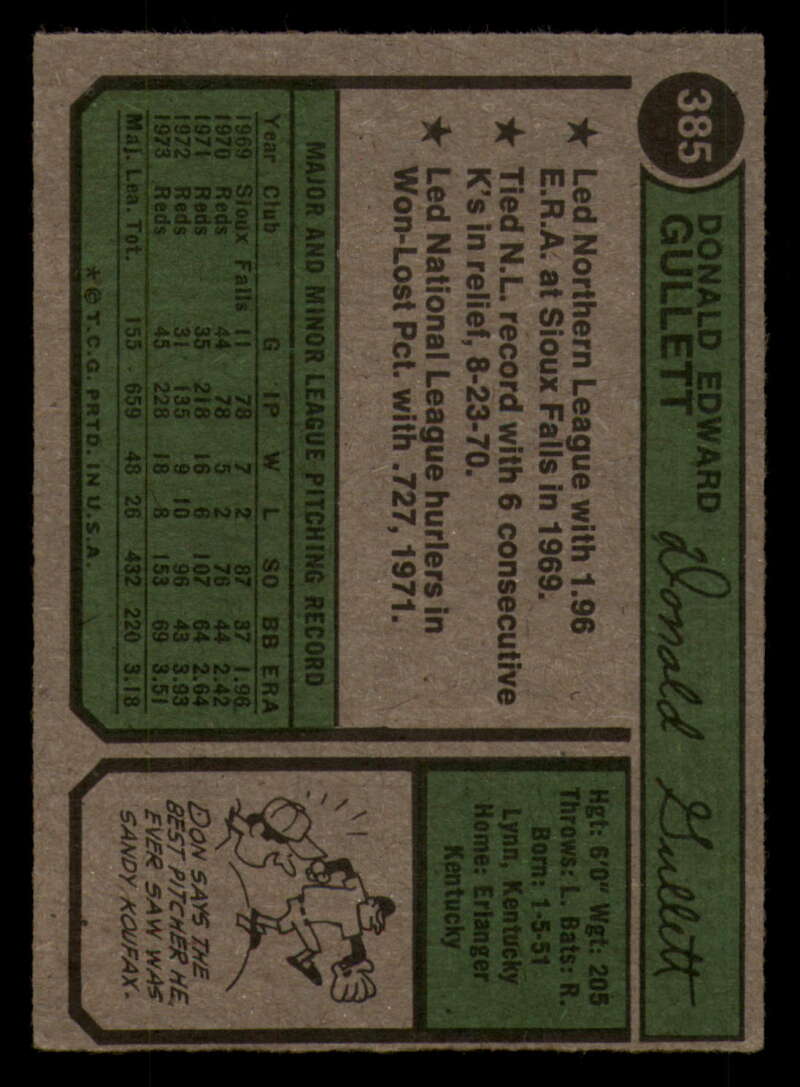 385
DONALD EDWARD
GULLETT
Donald Gullett
★ Led Northern League with 1.96
E.R.A. at Sioux Falls in 1969.
★ Tied N.L. record with 6 consecutive
K's in relief, 8-23-70.
★ Led National League hurlers in
Won-Lost Pct. with .727, 1971.
MAJOR AND MINOR LEAGUE PITCHING RECORD
Year Club G IP W L SO BB ERA
1969 Sioux Falls 11 78 7 2 87 37 1.96
1970 Reds 44 78 5 2 76 44 2.42
1971 Reds 35 218 16 6 107 64 2.64
1972 Reds 31 135 9 10 96 43 3.93
1973 Reds 45 228 18 8 153 69 3.51
Maj. Lea. Tot. 155 659 48 26 432 220 3.18
* © T.C.G. PRTD. IN U.S.A.
Hgt: 6'0" Wgt: 205
Throws: L. Bats: R.
Born: 1-5-51
Lynn, Kentucky
Home: Erlanger
Kentucky
DON SAYS THE
BEST PITCHER HE
EVER SAW WAS
SANDY KOUFAX.